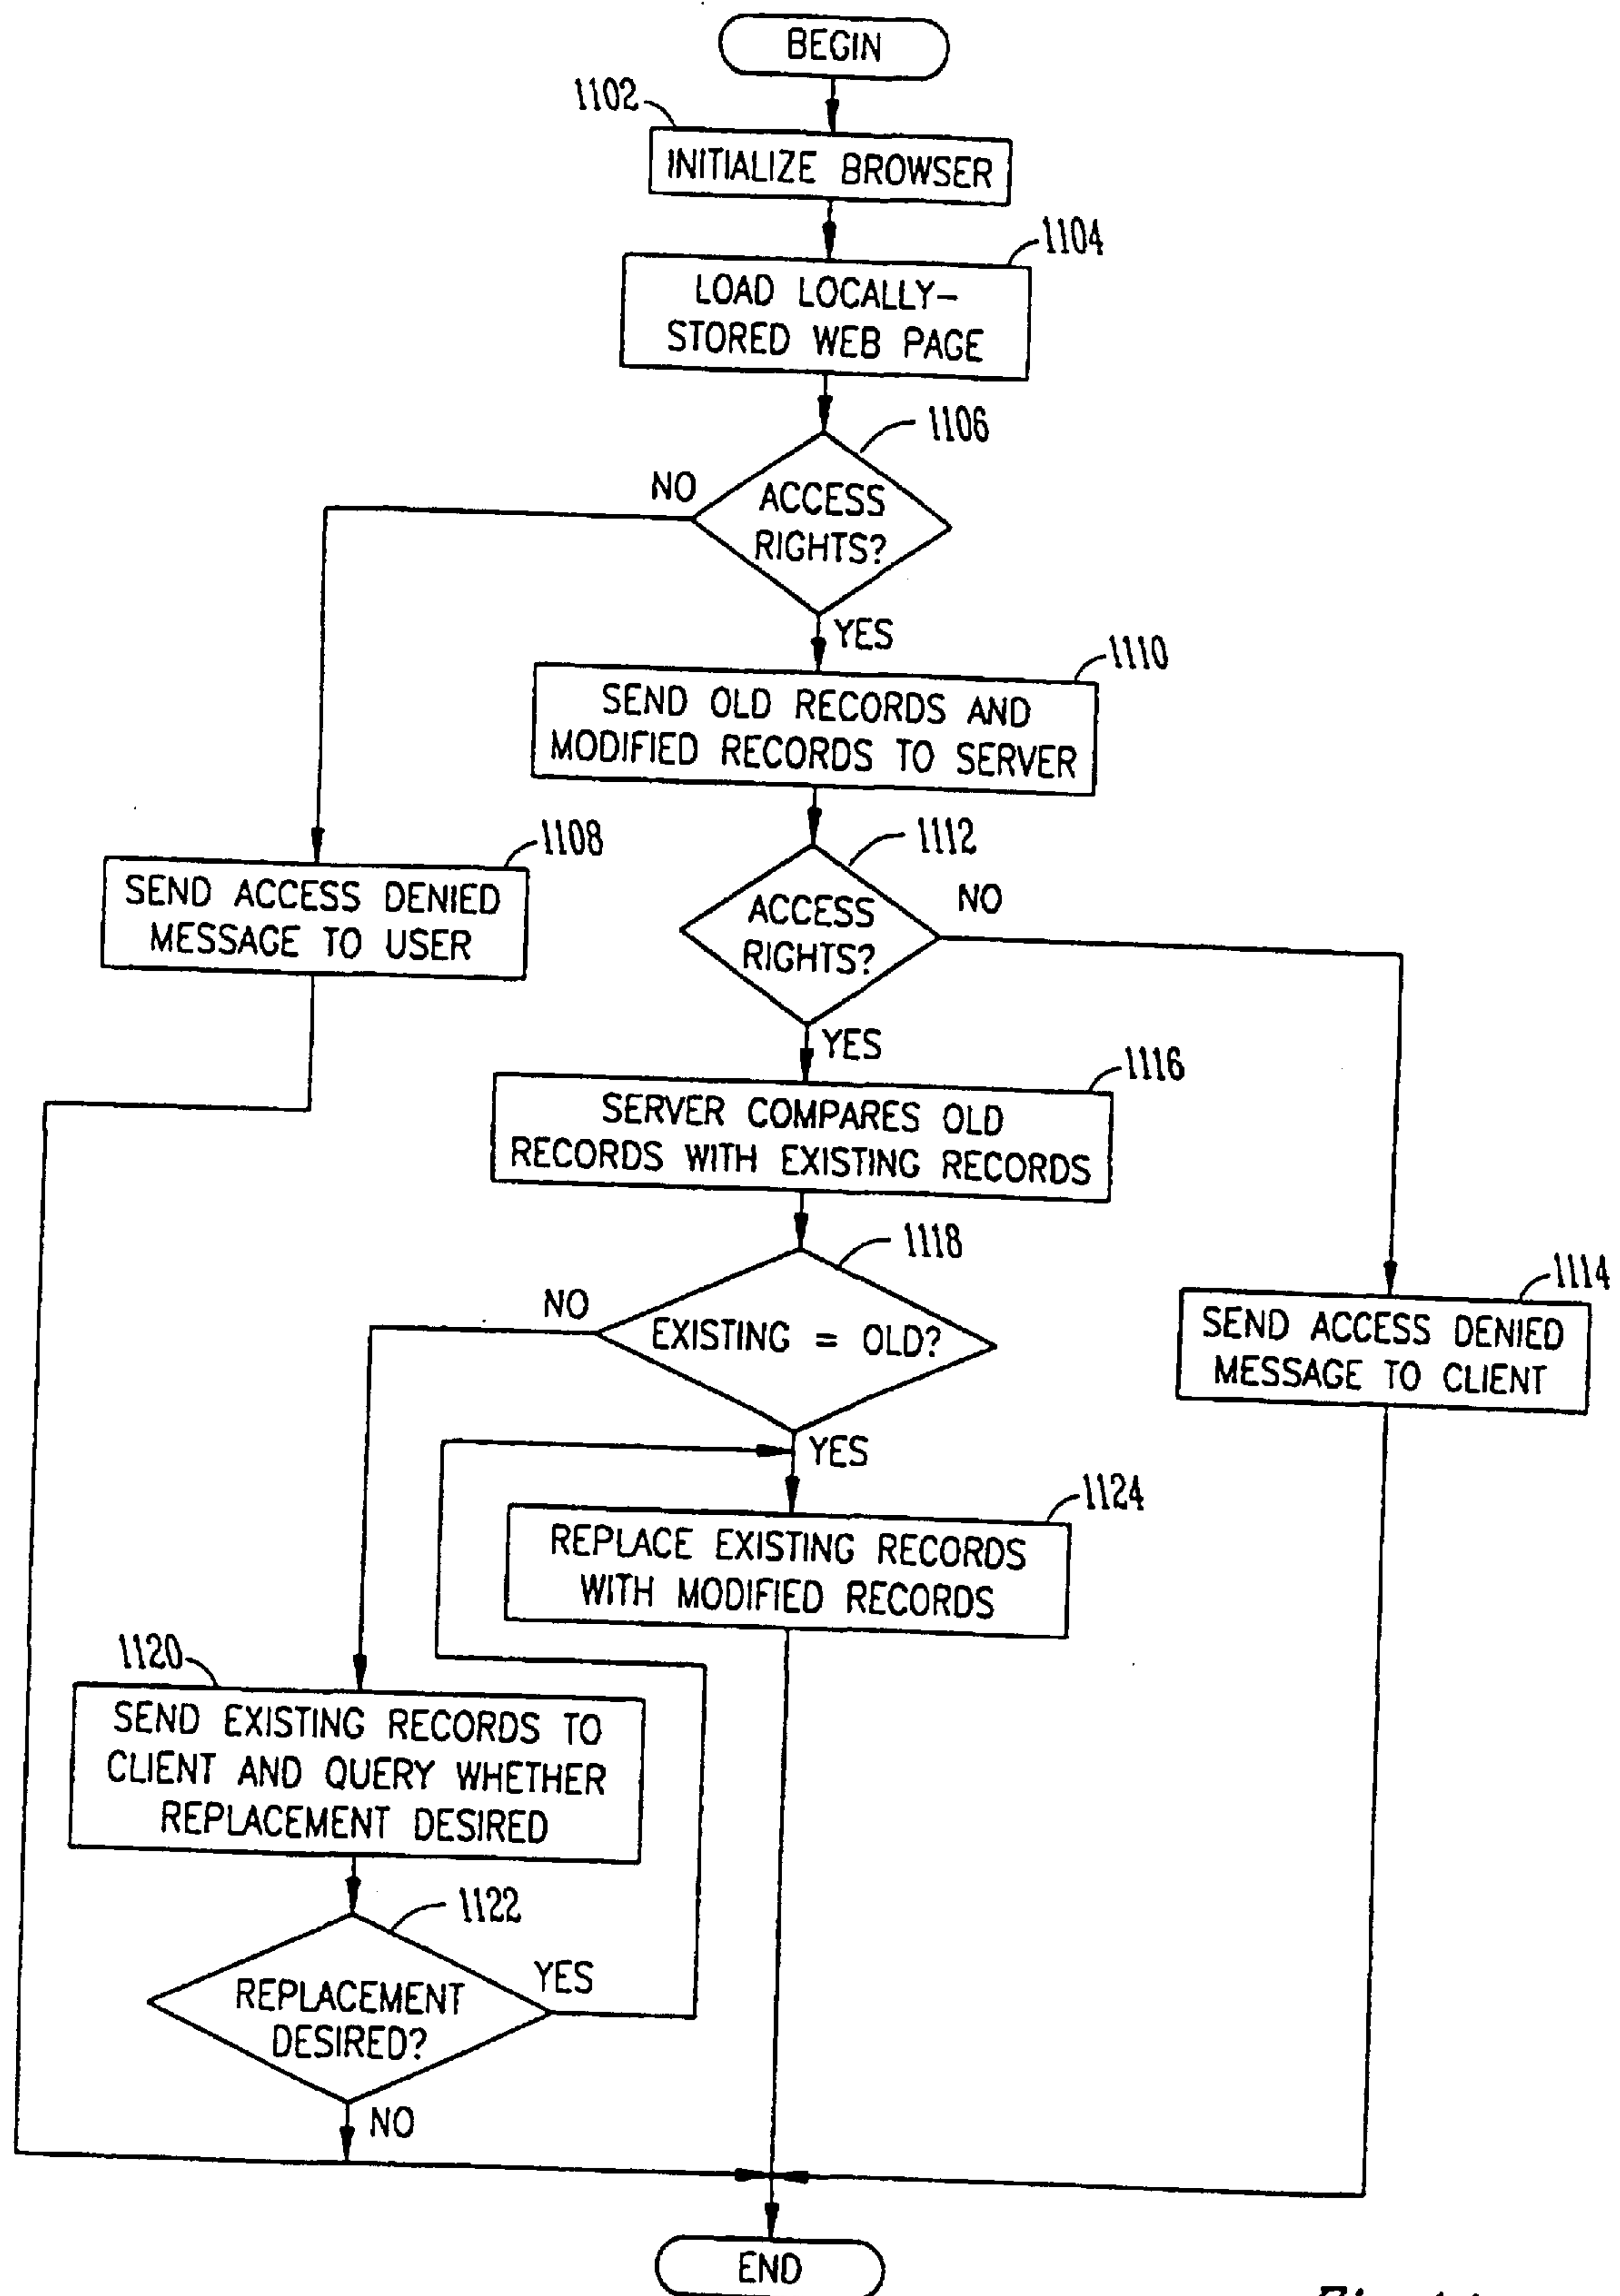 BEGIN
1102
INITIALIZE BROWSER
1104
LOAD LOCALLY-
STORED WEB PAGE
1106
NO
ACCESS
RIGHTS?
YES
1110
SEND OLD RECORDS AND
MODIFIED RECORDS TO SERVER
1108
SEND ACCESS DENIED
MESSAGE TO USER
1112
ACCESS
RIGHTS?
NO
YES
1116
SERVER COMPARES OLD
RECORDS WITH EXISTING RECORDS
1118
NO
EXISTING = OLD?
YES
1114
SEND ACCESS DENIED
MESSAGE TO CLIENT
1124
REPLACE EXISTING RECORDS
WITH MODIFIED RECORDS
1120
SEND EXISTING RECORDS TO
CLIENT AND QUERY WHETHER
REPLACEMENT DESIRED
1122
REPLACEMENT
DESIRED?
YES
NO
END